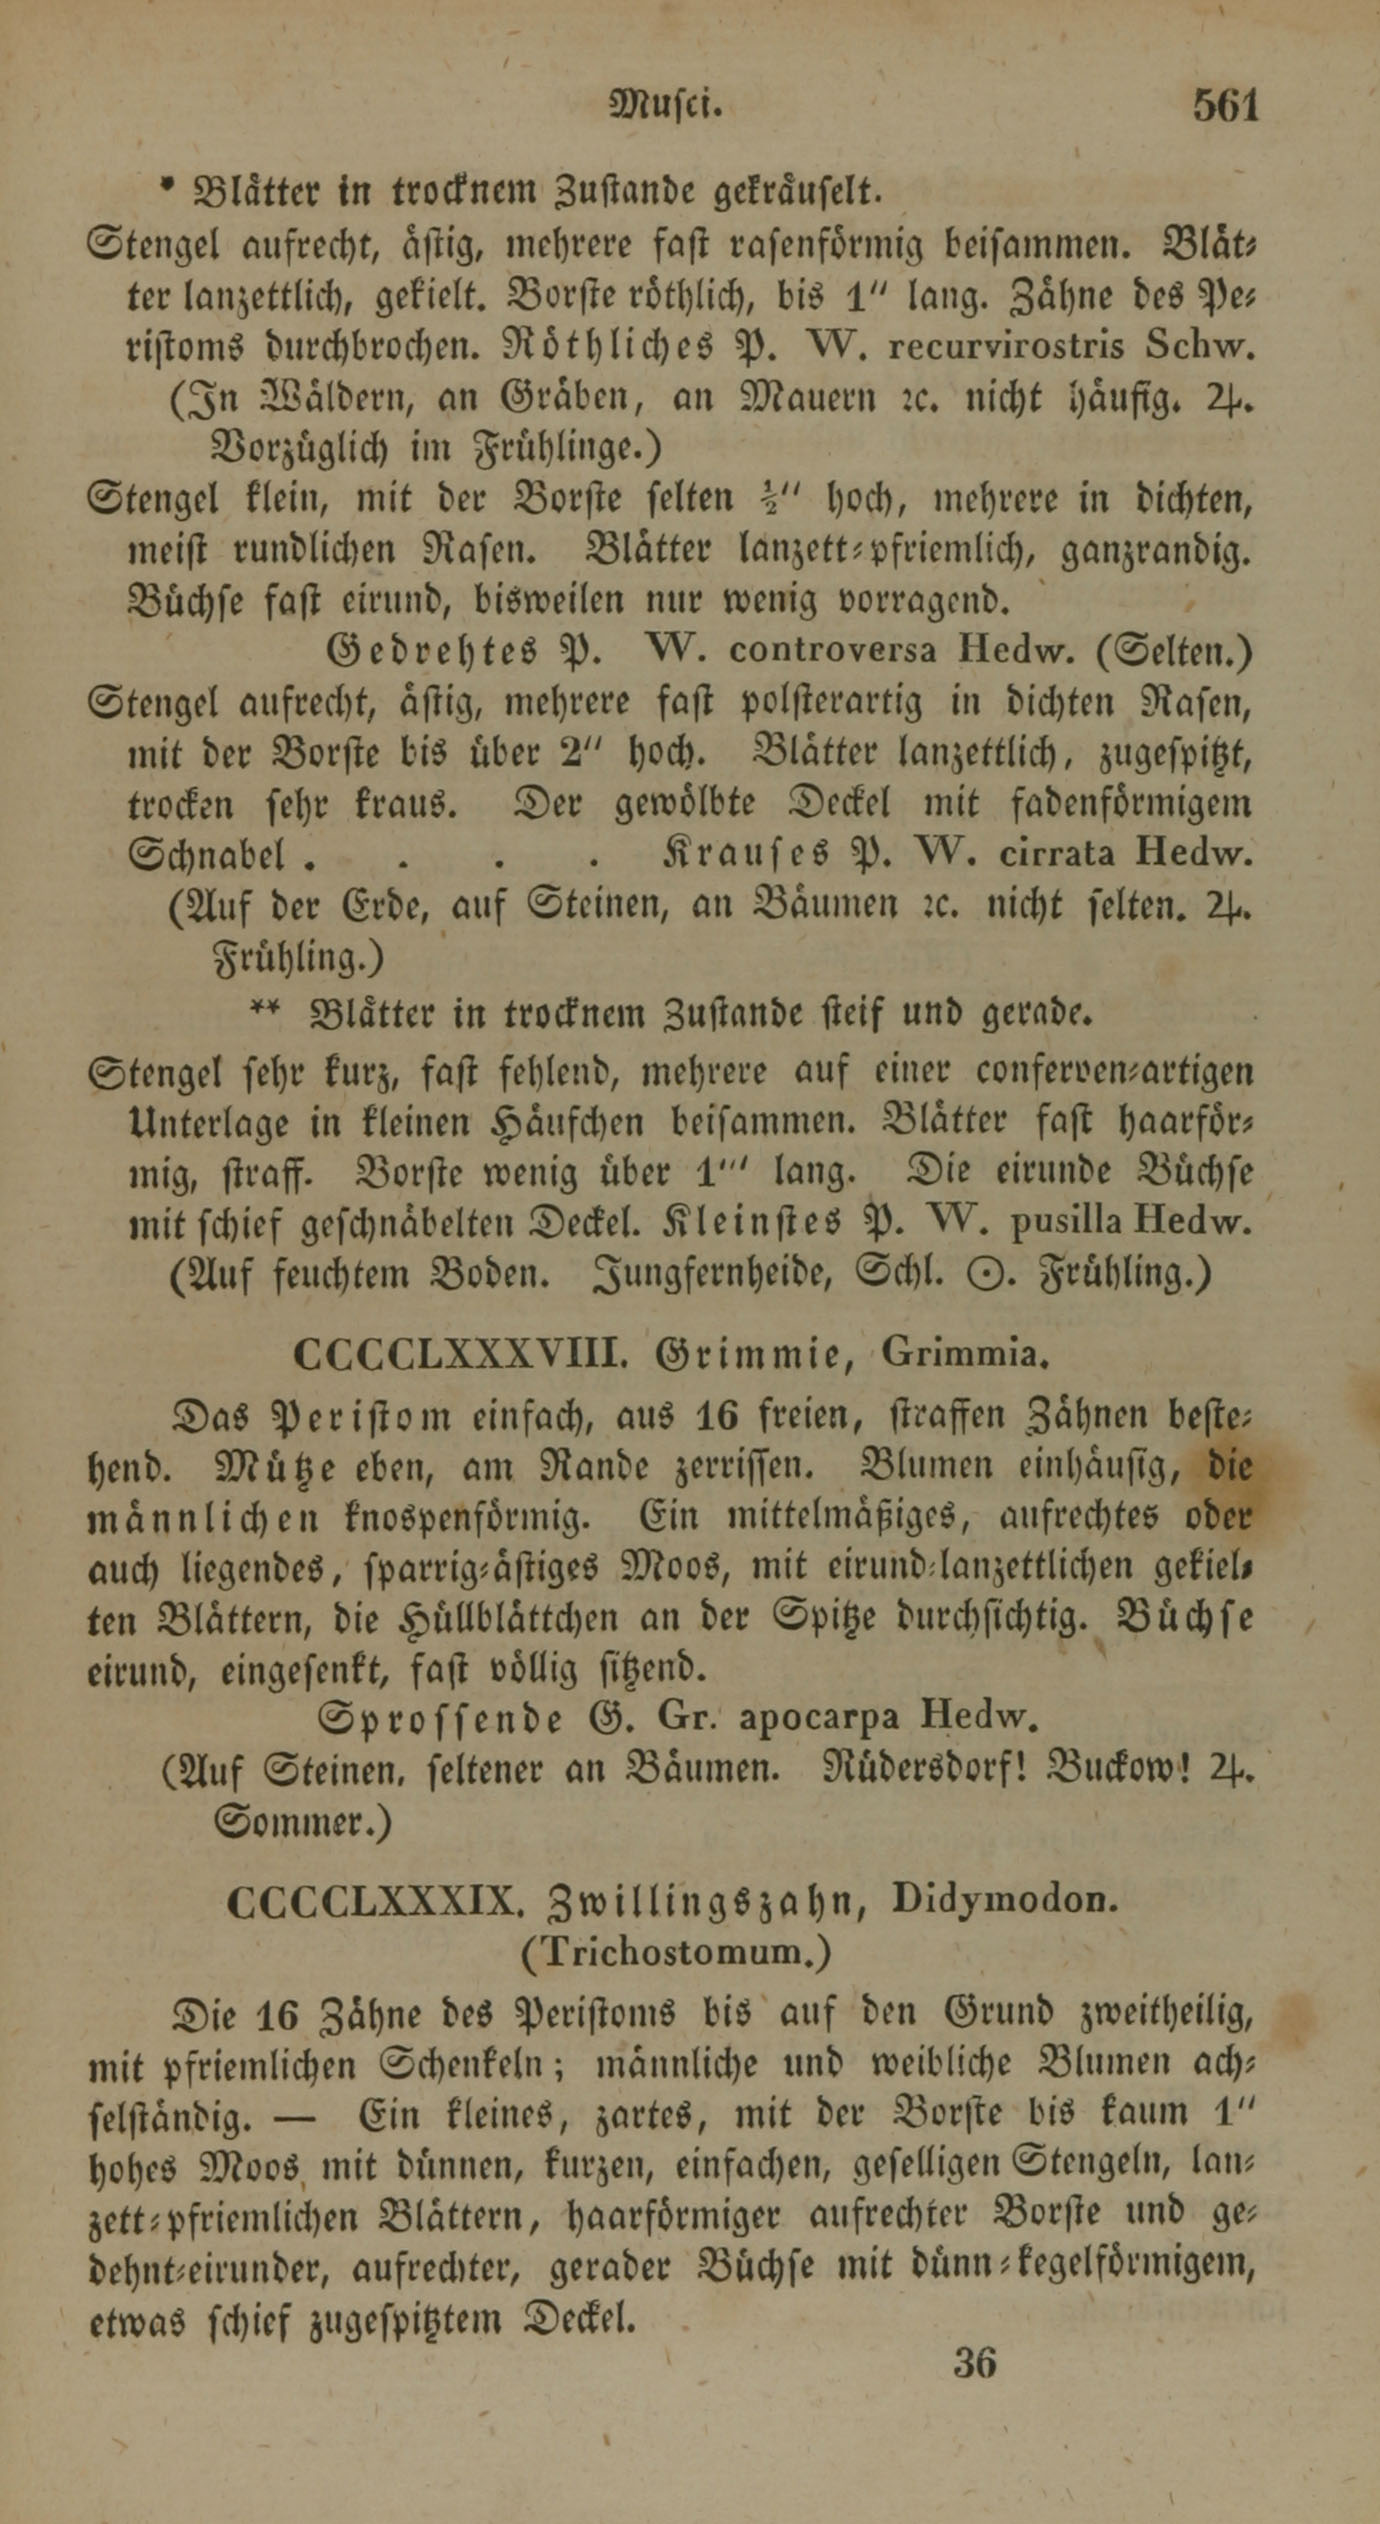 Musci. 561
* Blätter in trocknem Zustande gekräuselt.
Stengel aufrecht, ästig, mehrere fast rasenförmig beisammen. Blät-
ter lanzettlich, gekielt. Borste röthlich, bis 1" lang. Zähne des Pe-
ristoms durchbrochen. Röthliches P. W. recurvirostris Schw.
(In Wäldern, an Gräben, an Mauern ꝛc. nicht häufig. ♃.
Vorzüglich im Frühlinge.)
Stengel klein, mit der Borste selten ½" hoch, mehrere in dichten,
meist rundlichen Rasen. Blätter lanzett-pfriemlich, ganzrandig.
Büchse fast eirund, bisweilen nur wenig vorragend.
Gedrehtes P. W. controversa Hedw. (Selten.)
Stengel aufrecht, ästig, mehrere fast polsterartig in dichten Rasen,
mit der Borste bis über 2" hoch. Blätter lanzettlich, zugespitzt,
trocken sehr kraus. Der gewölbte Deckel mit fadenförmigem
Schnabel . . . . Krauses P. W. cirrata Hedw.
(Auf der Erde, auf Steinen, an Bäumen ꝛc. nicht selten. ♃.
Frühling.)
** Blätter in trocknem Zustande steif und gerade.
Stengel sehr kurz, fast fehlend, mehrere auf einer conferven-artigen
Unterlage in kleinen Häufchen beisammen. Blätter fast haarför-
mig, straff. Borste wenig über 1''' lang. Die eirunde Büchse
mit schief geschnäbelten Deckel. Kleinstes P. W. pusilla Hedw.
(Auf feuchtem Boden. Jungfernheide, Schl. ☉. Frühling.)
CCCCLXXXVIII. Grimmie, Grimmia.
Das Peristom einfach, aus 16 freien, straffen Zähnen beste-
hend. Mütze eben, am Rande zerrissen. Blumen einhäusig, die
männlichen knospenförmig. Ein mittelmäßiges, aufrechtes oder
auch liegendes, sparrig-ästiges Moos, mit eirund-lanzettlichen gekiel-
ten Blättern, die Hüllblättchen an der Spitze durchsichtig. Büchse
eirund, eingesenkt, fast völlig sitzend.
Sprossende G. Gr. apocarpa Hedw.
(Auf Steinen, seltener an Bäumen. Rüdersdorf! Buckow! ♃.
Sommer.)
CCCCLXXXIX. Zwillingszahn, Didymodon.
(Trichostomum.)
Die 16 Zähne des Peristoms bis auf den Grund zweitheilig,
mit pfriemlichen Schenkeln; männliche und weibliche Blumen ach-
selständig. — Ein kleines, zartes, mit der Borste bis kaum 1"
hohes Moos mit dünnen, kurzen, einfachen, geselligen Stengeln, lan-
zett-pfriemlichen Blättern, haarförmiger aufrechter Borste und ge-
dehnt-eirunder, aufrechter, gerader Büchse mit dünn-kegelförmigem,
etwas schief zugespitztem Deckel.
36